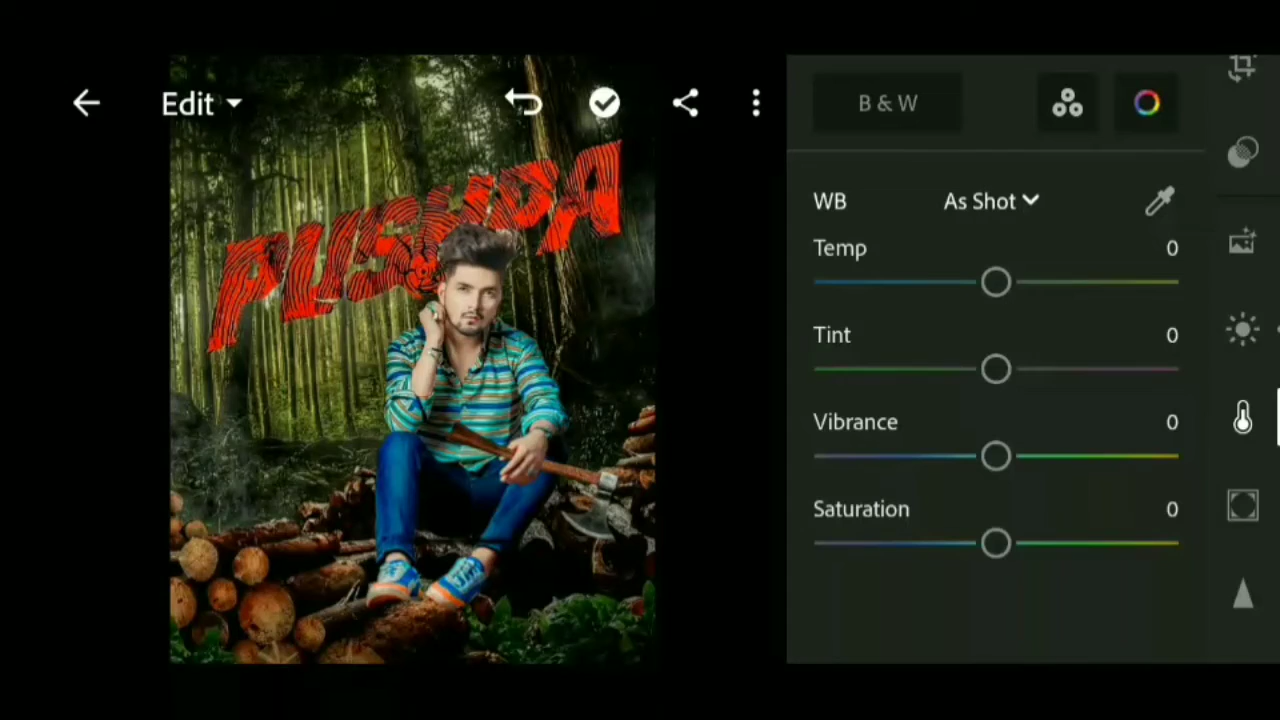 Edit
PUSHPA
B & W
WB As Shot
Temp 0
Tint 0
Vibrance 0
Saturation 0